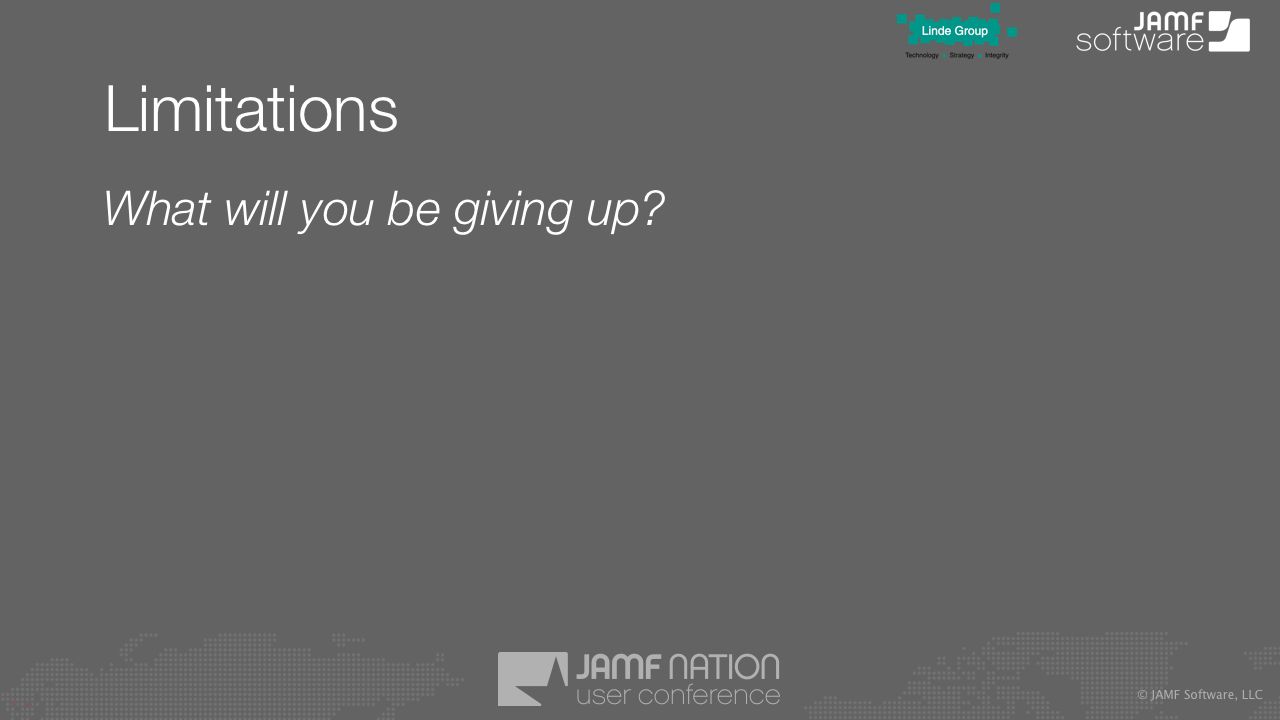 Linde Group
Technology Strategy Integrity
JAMF
software
Limitations
What will you be giving up?
JAMF NATION
user conference
© JAMF Software, LLC